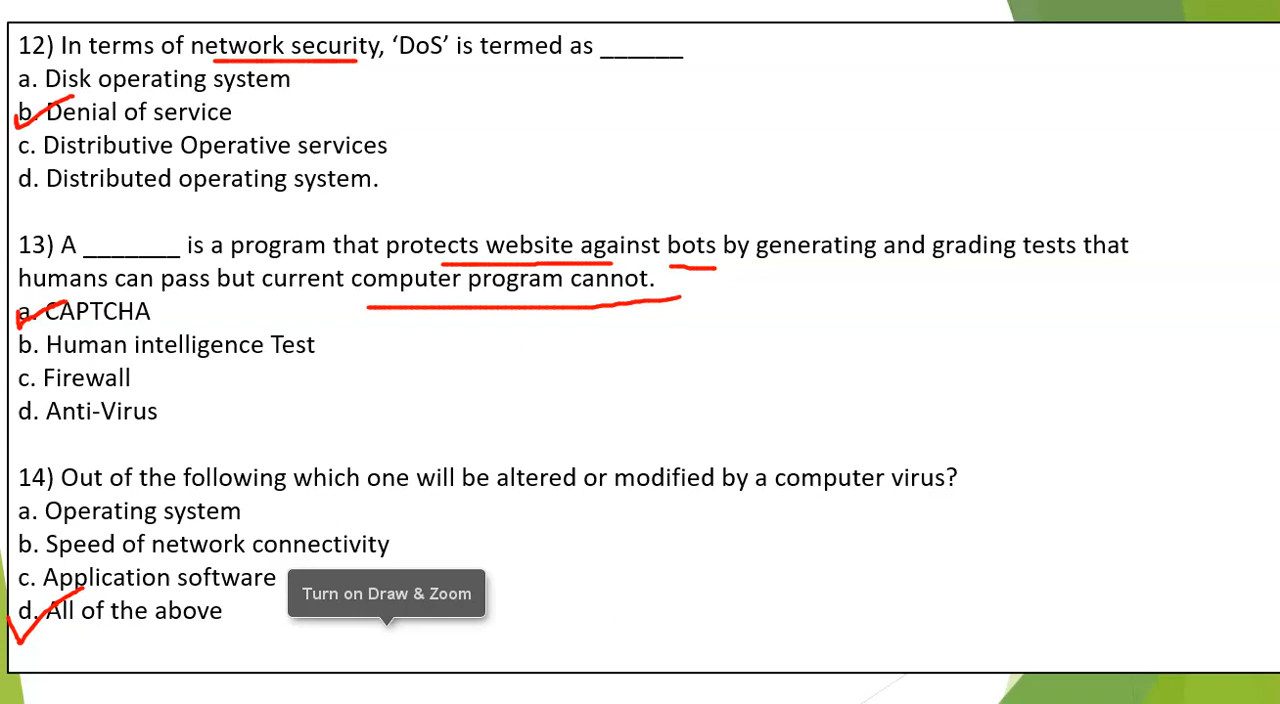 12) In terms of network security, ‘DoS’ is termed as ______
a. Disk operating system
b. Denial of service
c. Distributive Operative services
d. Distributed operating system.
13) A _______ is a program that protects website against bots by generating and grading tests that
humans can pass but current computer program cannot.
a. CAPTCHA
b. Human intelligence Test
c. Firewall
d. Anti-Virus
14) Out of the following which one will be altered or modified by a computer virus?
a. Operating system
b. Speed of network connectivity
c. Application software
Turn on Draw & Zoom
d. All of the above